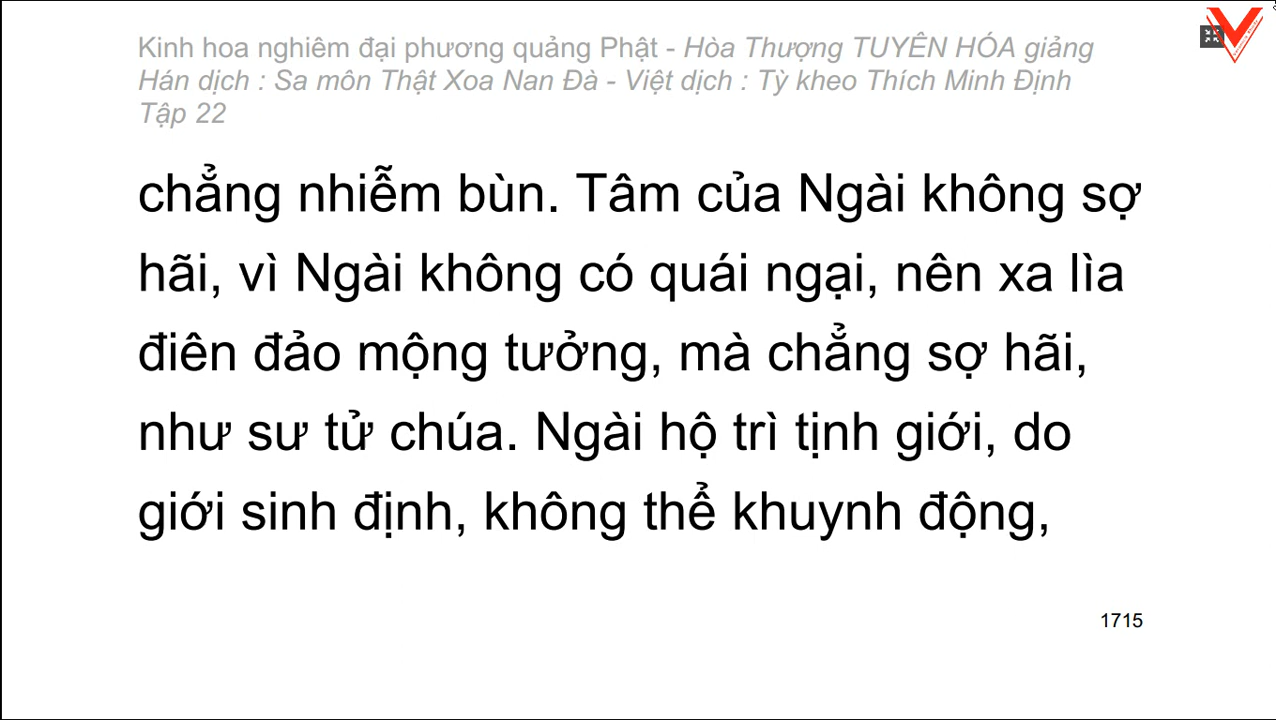 Kinh hoa nghiêm đại phương quảng Phật - Hòa Thượng TUYÊN HÓA giảng
Hán dịch : Sa môn Thật Xoa Nan Đà - Việt dịch : Tỳ kheo Thích Minh Định
Tập 22
chẳng nhiễm bùn. Tâm của Ngài không sợ
hãi, vì Ngài không có quái ngại, nên xa lìa
điên đảo mộng tưởng, mà chẳng sợ hãi,
như sư tử chúa. Ngài hộ trì tịnh giới, do
giới sinh định, không thể khuynh động,
1715